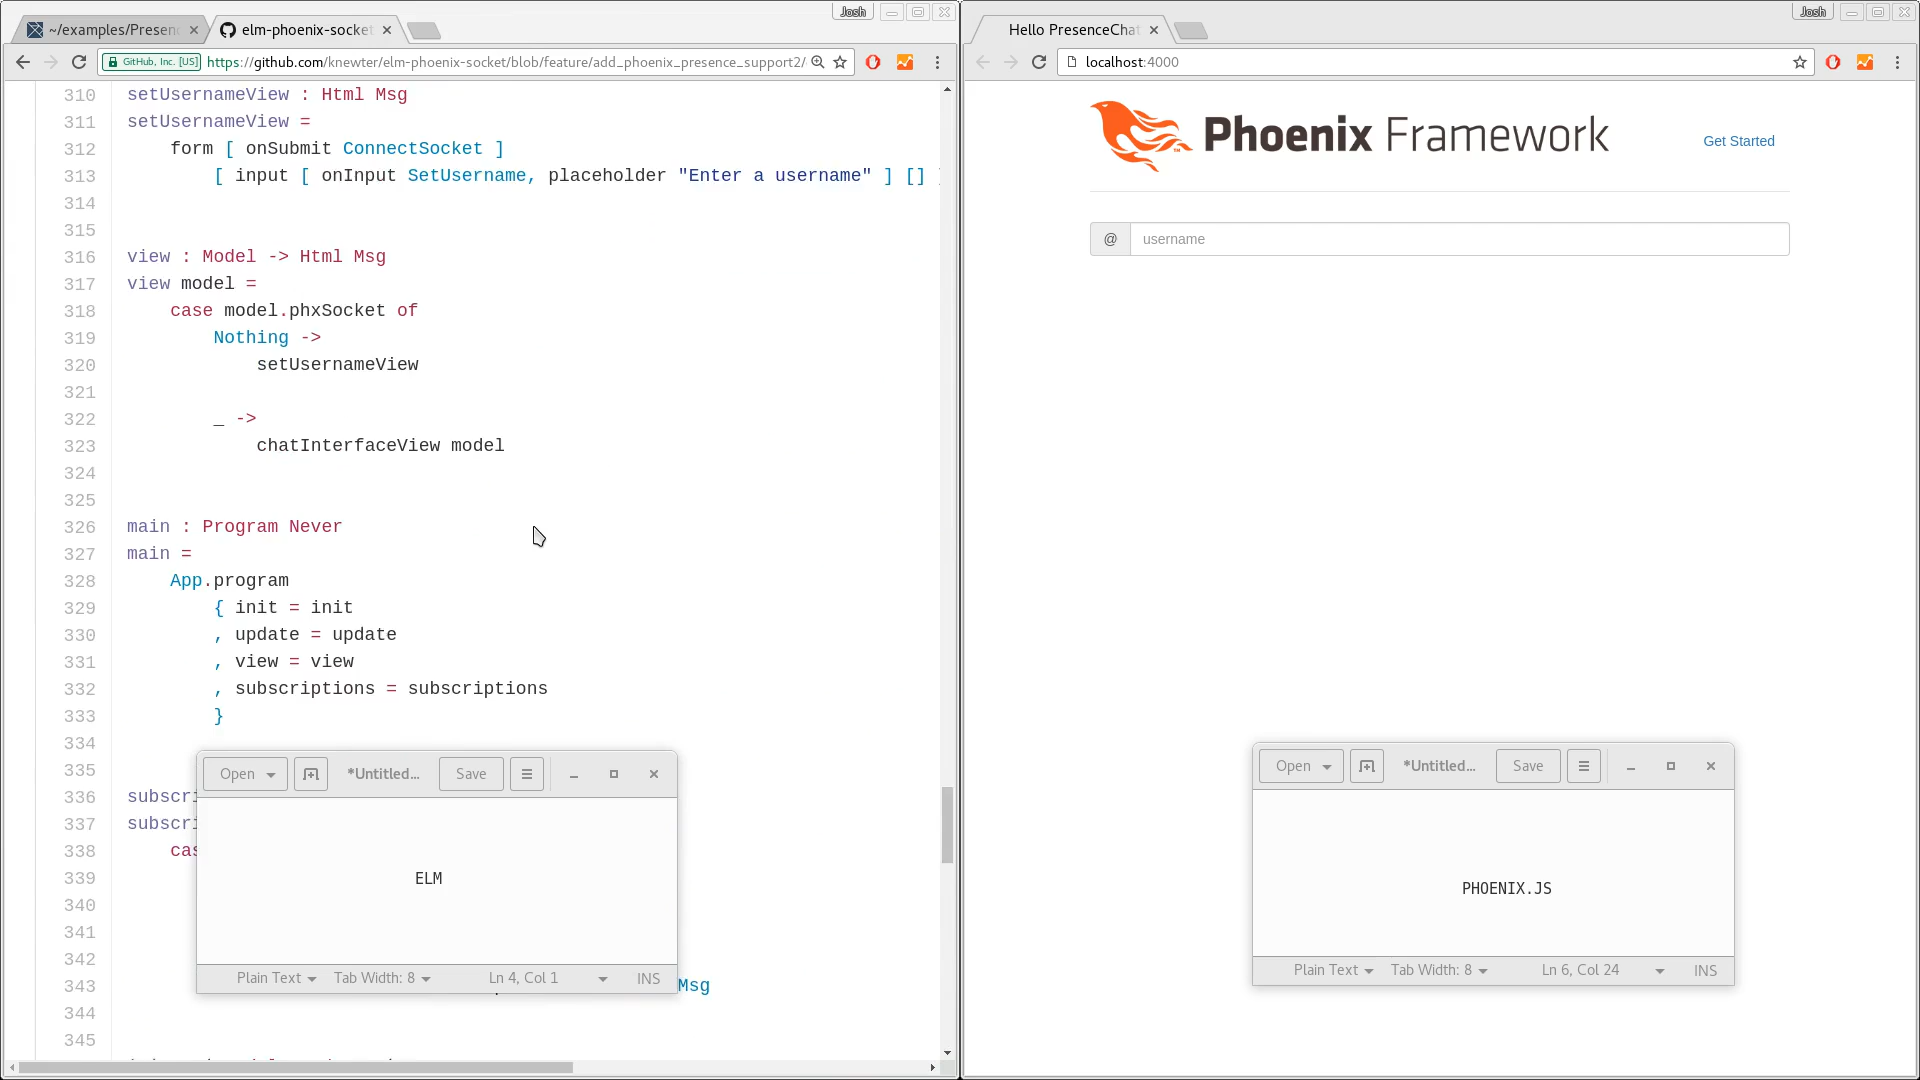 Josh
~/examples/Presen
elm-phoenix-socket
GitHub, Inc. [US]
https://github.com/knewter/elm-phoenix-socket/blob/feature/add_phoenix_presence_support2/
310 setUsernameView : Html Msg
311 setUsernameView =
312 form [ onSubmit ConnectSocket ]
313 [ input [ onInput SetUsername, placeholder "Enter a username" ] []
314
315
316 view : Model -> Html Msg
317 view model =
318 case model.phxSocket of
319 Nothing ->
320 setUsernameView
321
322 _ ->
323 chatInterfaceView model
324
325
326 main : Program Never
327 main =
328 App.program
329 { init = init
330 , update = update
331 , view = view
332 , subscriptions = subscriptions
333 }
334
335
336 subscri
337 subscri
338 cas
339
340
341
342
343 Msg
344
345
Open *Untitled... Save
ELM
Plain Text Tab Width: 8 Ln 4, Col 1 INS
Josh
Hello PresenceChat
localhost:4000
Phoenix Framework
TM
Get Started
@ username
Open *Untitled... Save
PHOENIX.JS
Plain Text Tab Width: 8 Ln 6, Col 24 INS